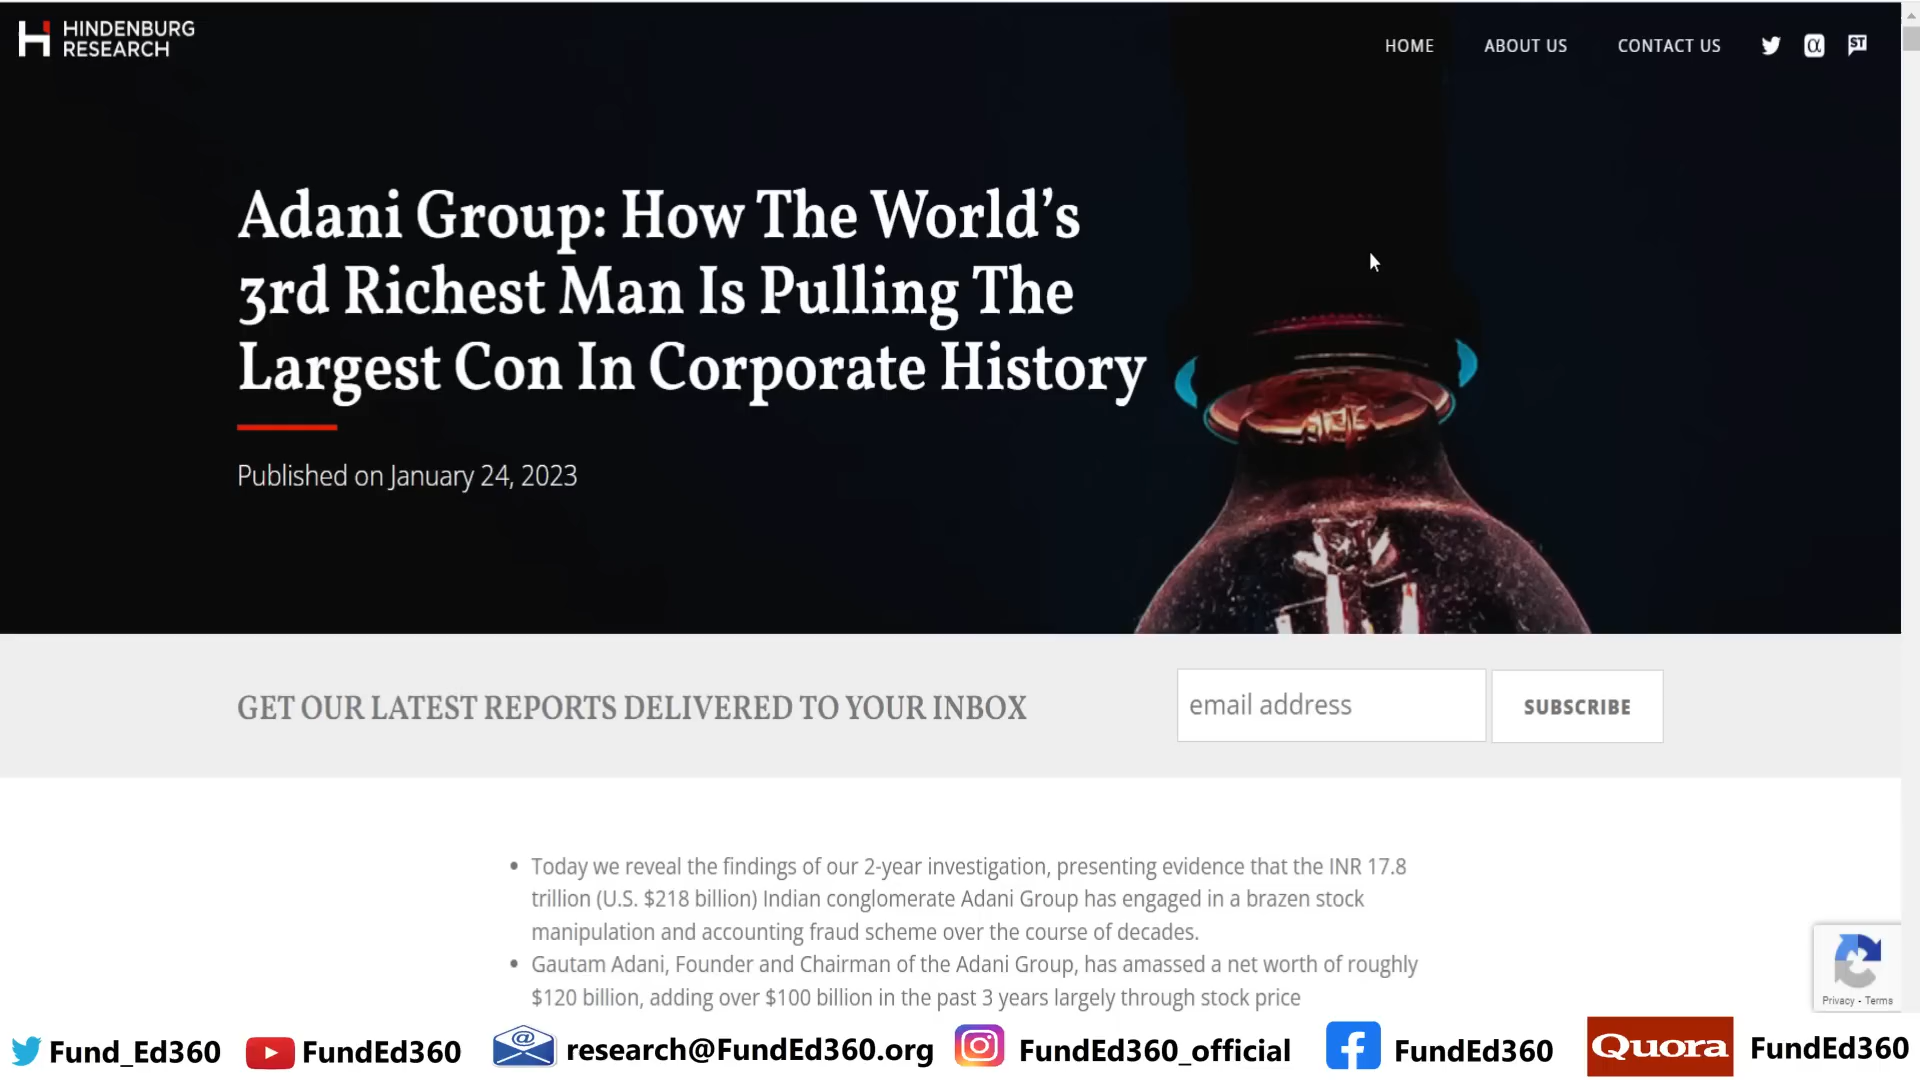 HINDENBURG
RESEARCH
HOME ABOUT US CONTACT US α ST
Adani Group: How The World's
3rd Richest Man Is Pulling The
Largest Con In Corporate History
Published on January 24, 2023
GET OUR LATEST REPORTS DELIVERED TO YOUR INBOX
email address SUBSCRIBE
• Today we reveal the findings of our 2-year investigation, presenting evidence that the INR 17.8
trillion (U.S. $218 billion) Indian conglomerate Adani Group has engaged in a brazen stock
manipulation and accounting fraud scheme over the course of decades.
• Gautam Adani, Founder and Chairman of the Adani Group, has amassed a net worth of roughly
$120 billion, adding over $100 billion in the past 3 years largely through stock price
Privacy - Terms
Fund_Ed360 FundEd360 @ research@FundEd360.org FundEd360_official FundEd360 Quora FundEd360